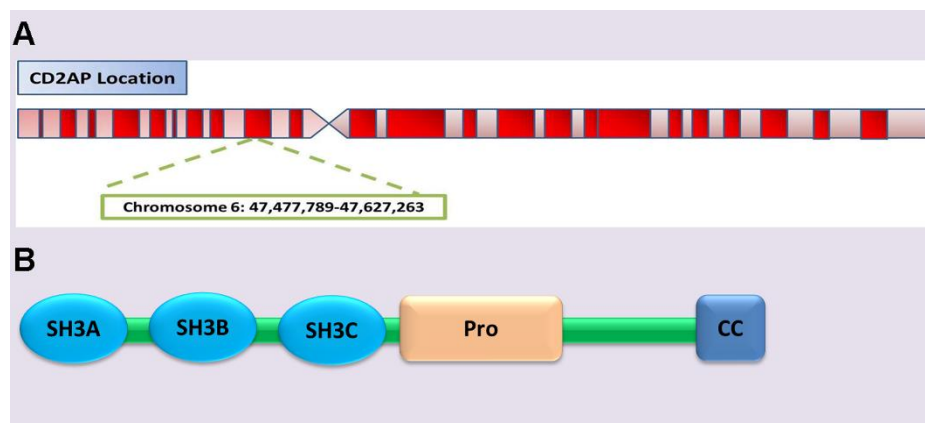 A
CD2AP Location
Chromosome 6: 47,477,789-47,627,263
B
SH3A SH3B SH3C Pro CC